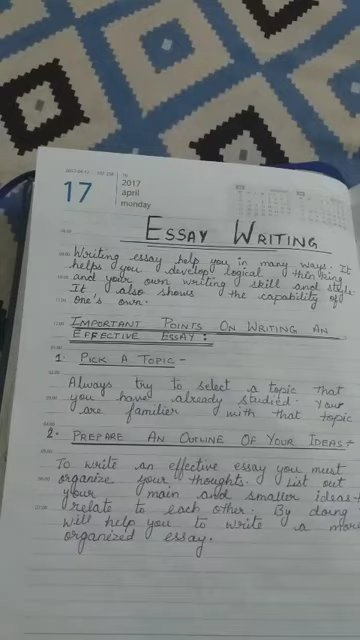 17
2017
april
monday
ESSAY WRITING
Writing essay help you in many ways. It
helps you develop logical thinking
and your own writing skill and style.
It also shows the capability of
one's own.
IMPORTANT POINTS ON WRITING AN
EFFECTIVE ESSAY:
1. PICK A TOPIC-
Always try to select a topic that
you have already studied. Your
are familier with that topic
2. PREPARE AN OUTLINE OF YOUR IDEAS:-
To write an effective essay you must
organize your thoughts. List out
your main and smaller ideas
relate to each other. By doing
will help you to write a more
organized essay.